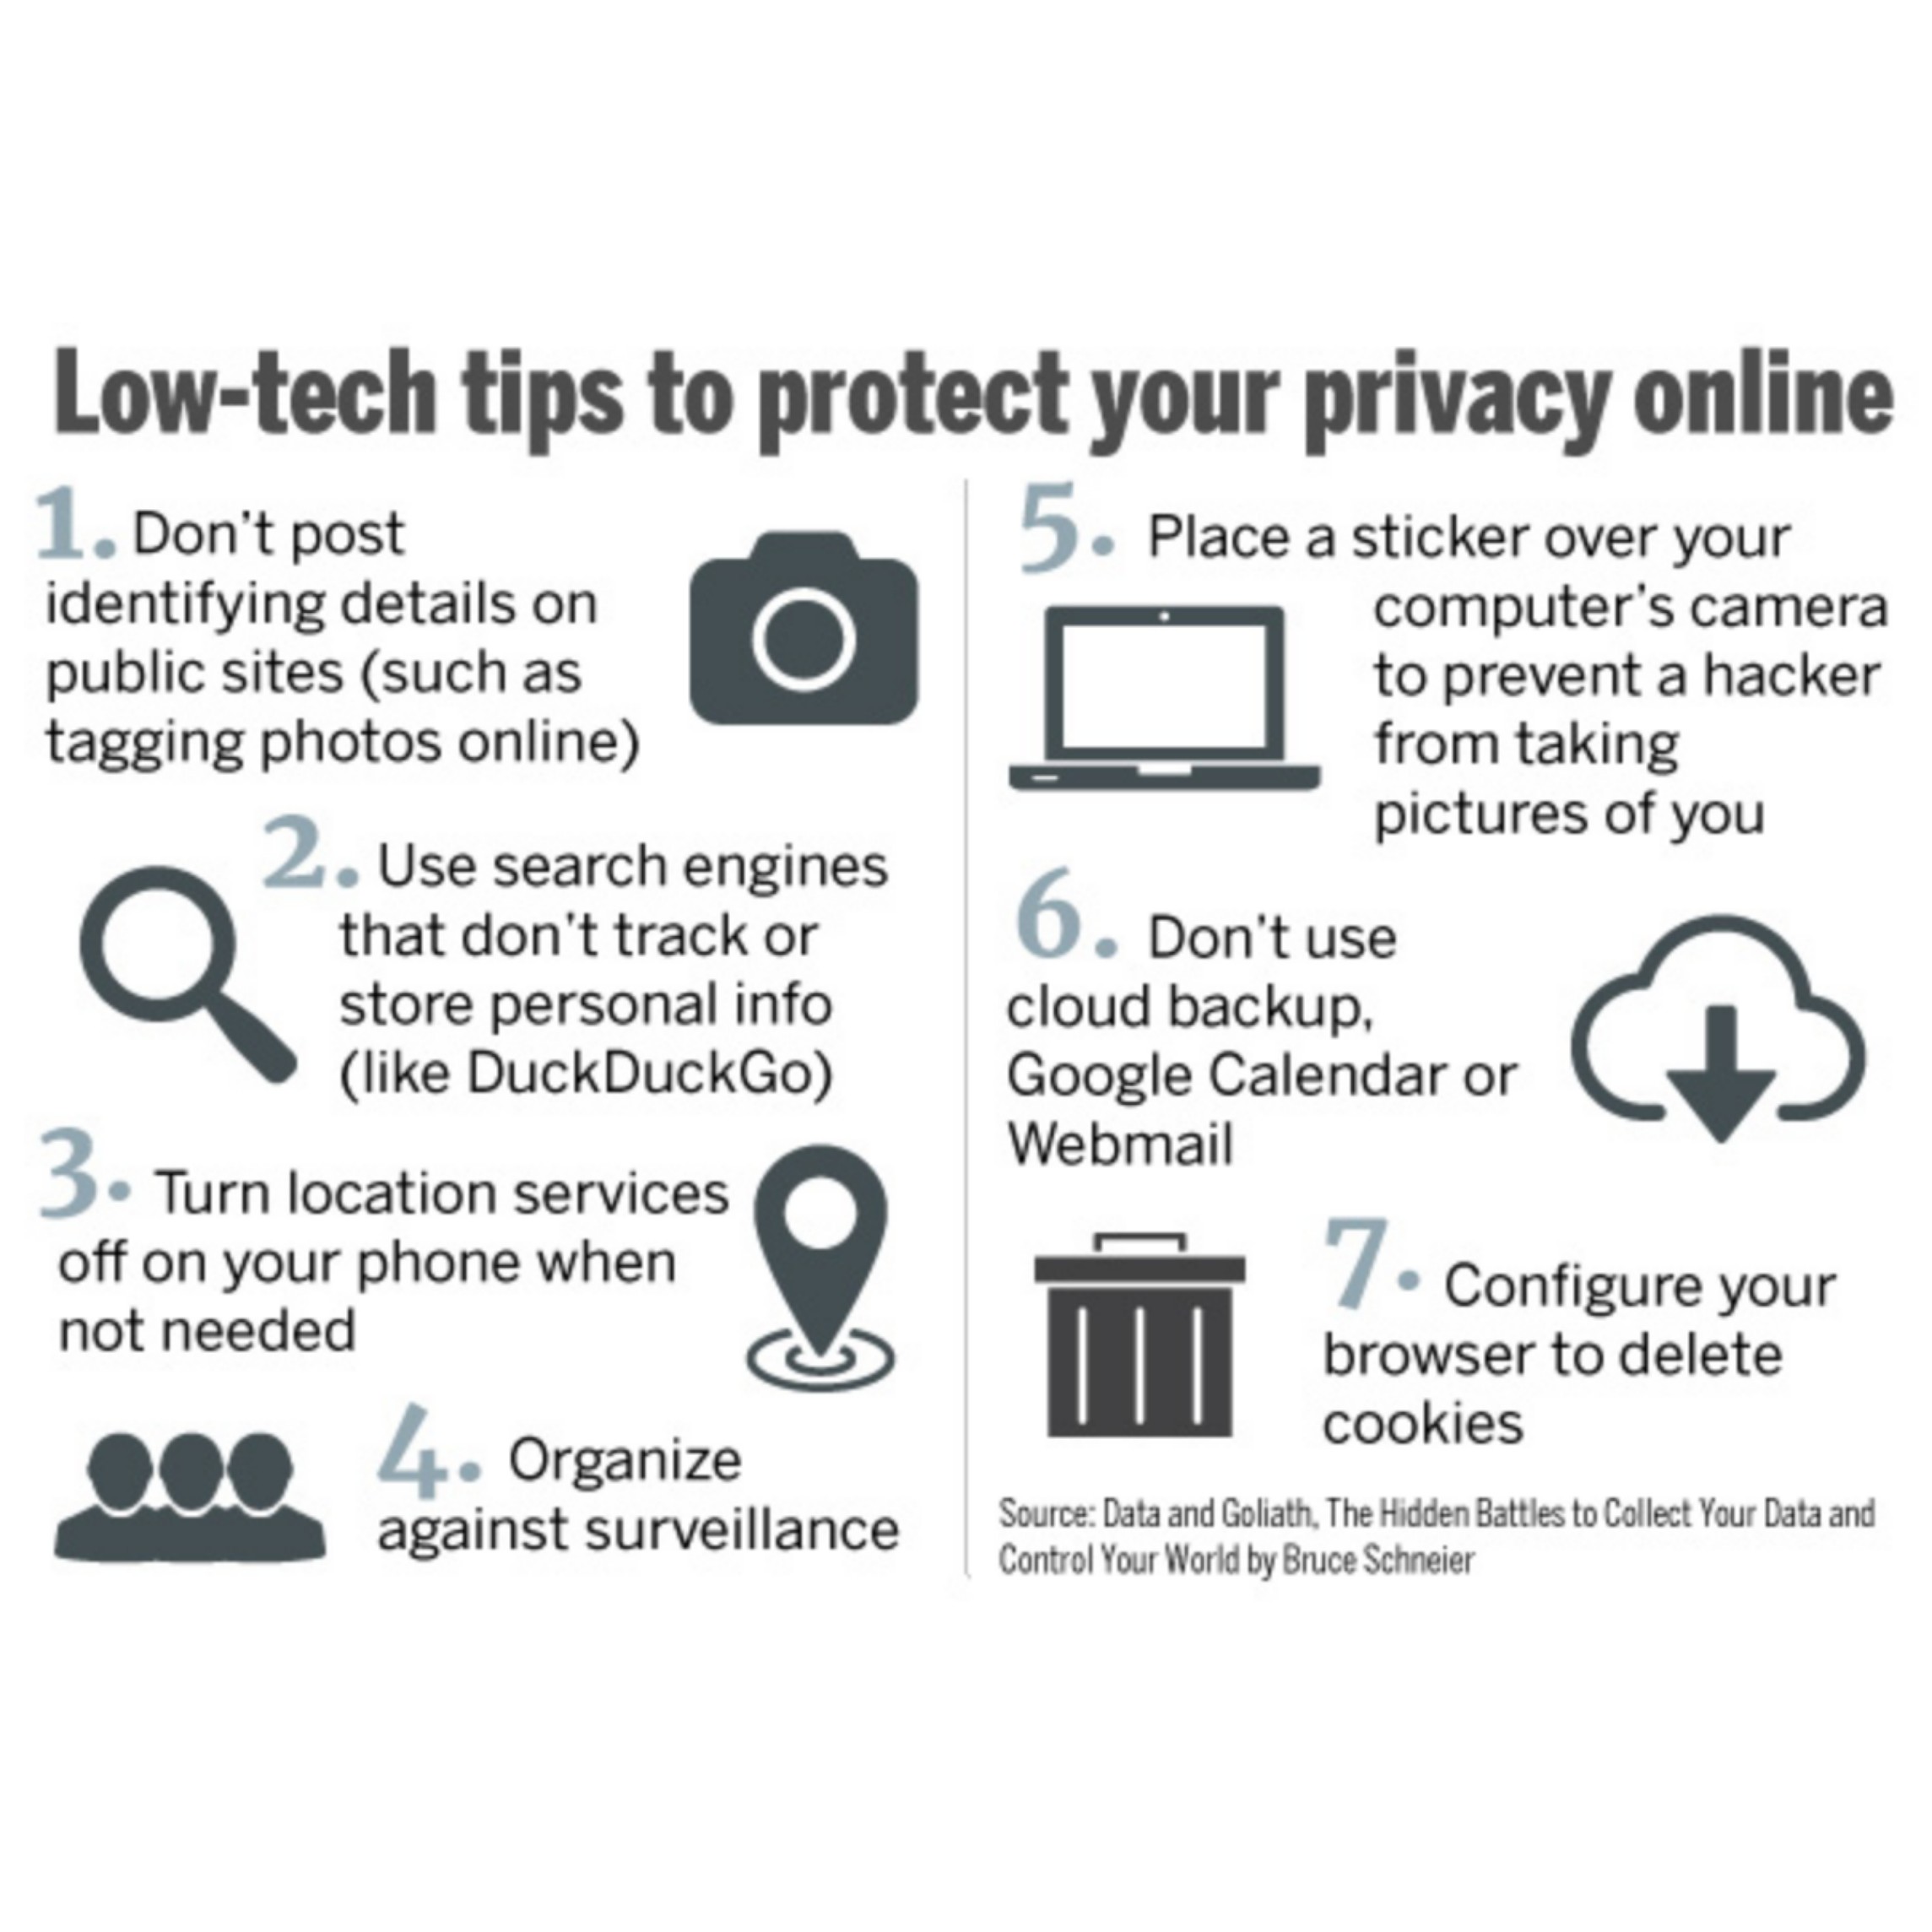 Low-tech tips to protect your privacy online
1. Don't post
identifying details on
public sites (such as
tagging photos online)
2. Use search engines
that don't track or
store personal info
(like DuckDuckGo)
3. Turn location services
off on your phone when
not needed
4. Organize
against surveillance
5. Place a sticker over your
computer's camera
to prevent a hacker
from taking
pictures of you
6. Don't use
cloud backup,
Google Calendar or
Webmail
7. Configure your
browser to delete
cookies
Source: Data and Goliath, The Hidden Battles to Collect Your Data and
Control Your World by Bruce Schneier